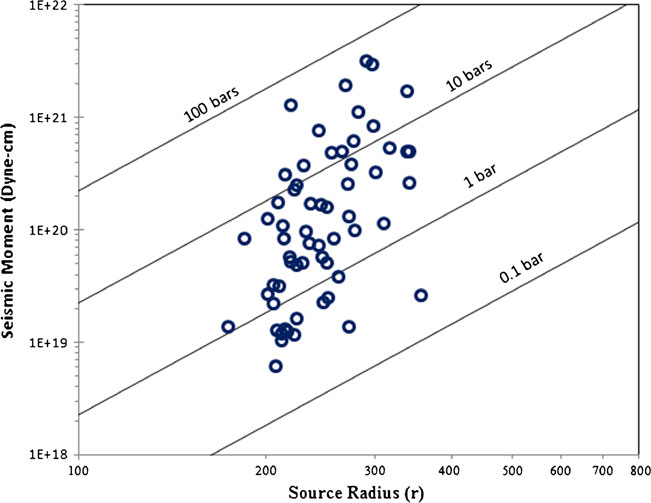 1E+22
1E+21
1E+20
1E+19
1E+18
Seismic Moment (Dyne-cm)
100 bars
10 bars
1 bar
0.1 bar
100 200 300 400 500 600 700 800
Source Radius (r)